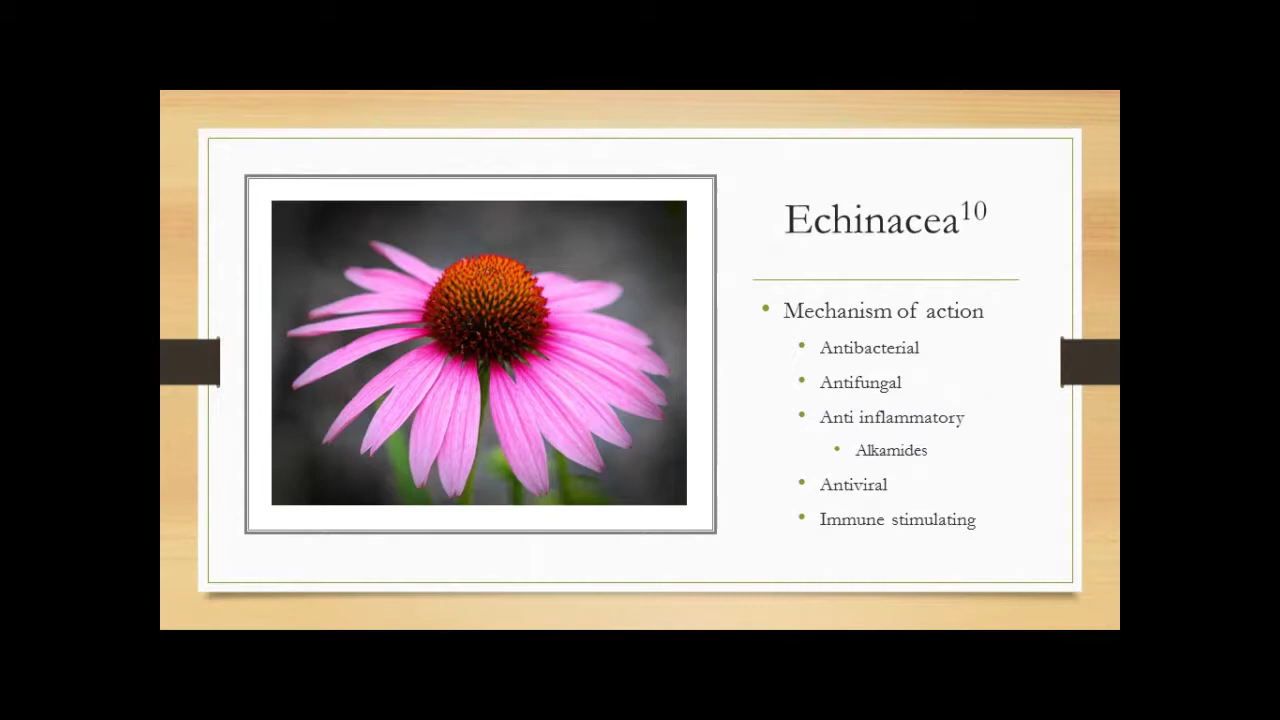 Echinacea¹⁰
Mechanism of action
Antibacterial
Antifungal
Anti inflammatory
Alkamides
Antiviral
Immune stimulating